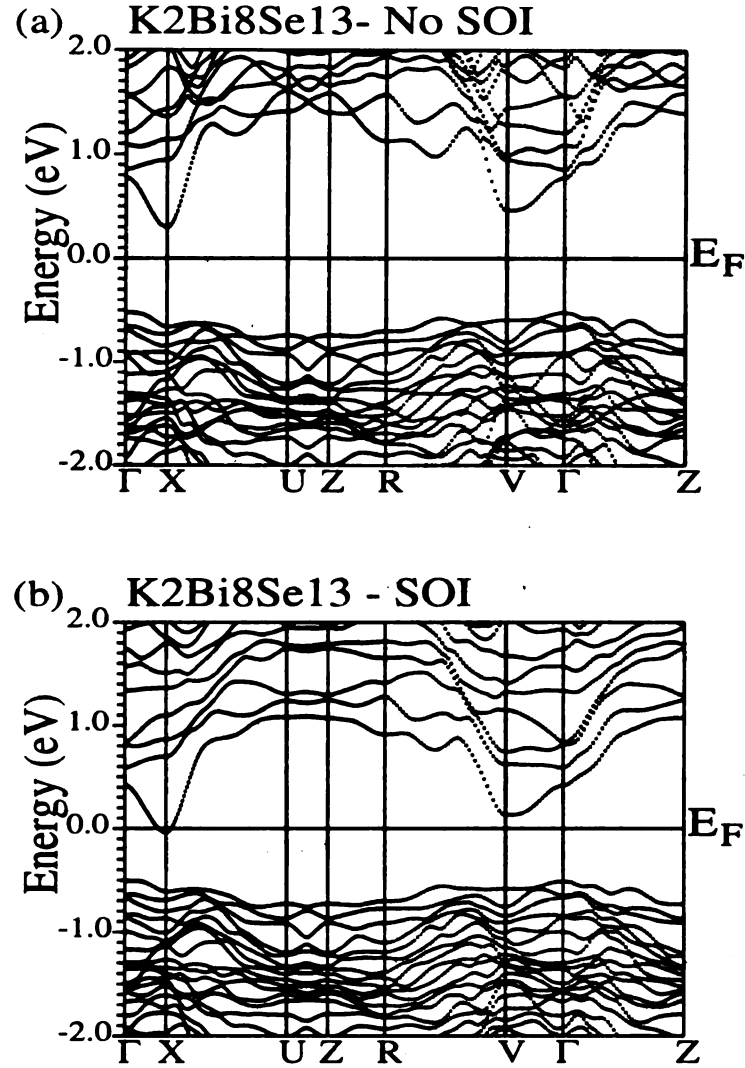 (a) K2Bi8Se13- No SOI
2.0
1.0
0.0
-1.0
-2.0
Energy (eV)
EF
Γ X U Z R V Γ Z
(b) K2Bi8Se13 - SOI
2.0
1.0
0.0
-1.0
-2.0
Energy (eV)
EF
Γ X U Z R V Γ Z